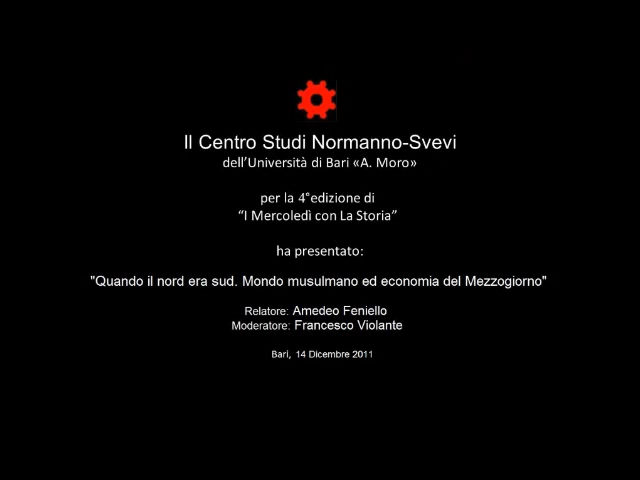 Il Centro Studi Normanno-Svevi
dell'Università di Bari «A. Moro»
per la 4°edizione di
“I Mercoledì con La Storia”
ha presentato:
"Quando il nord era sud. Mondo musulmano ed economia del Mezzogiorno"
Relatore: Amedeo Feniello
Moderatore: Francesco Violante
Bari, 14 Dicembre 2011